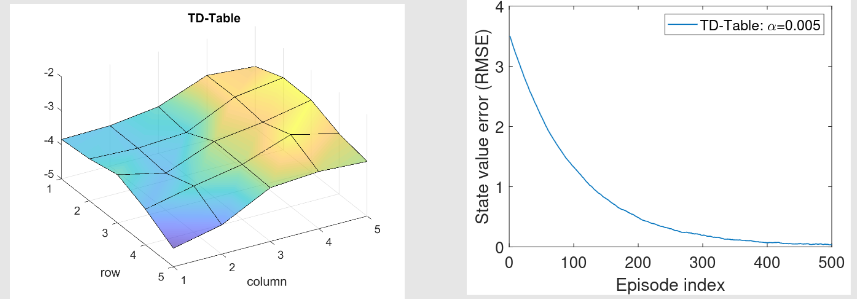 TD-Table
-2
-3
-4
-5
1
2
3
4
5
row
1
2
3
4
5
column
4
3
2
1
0
State value error (RMSE)
TD-Table: α=0.005
0 100 200 300 400 500
Episode index